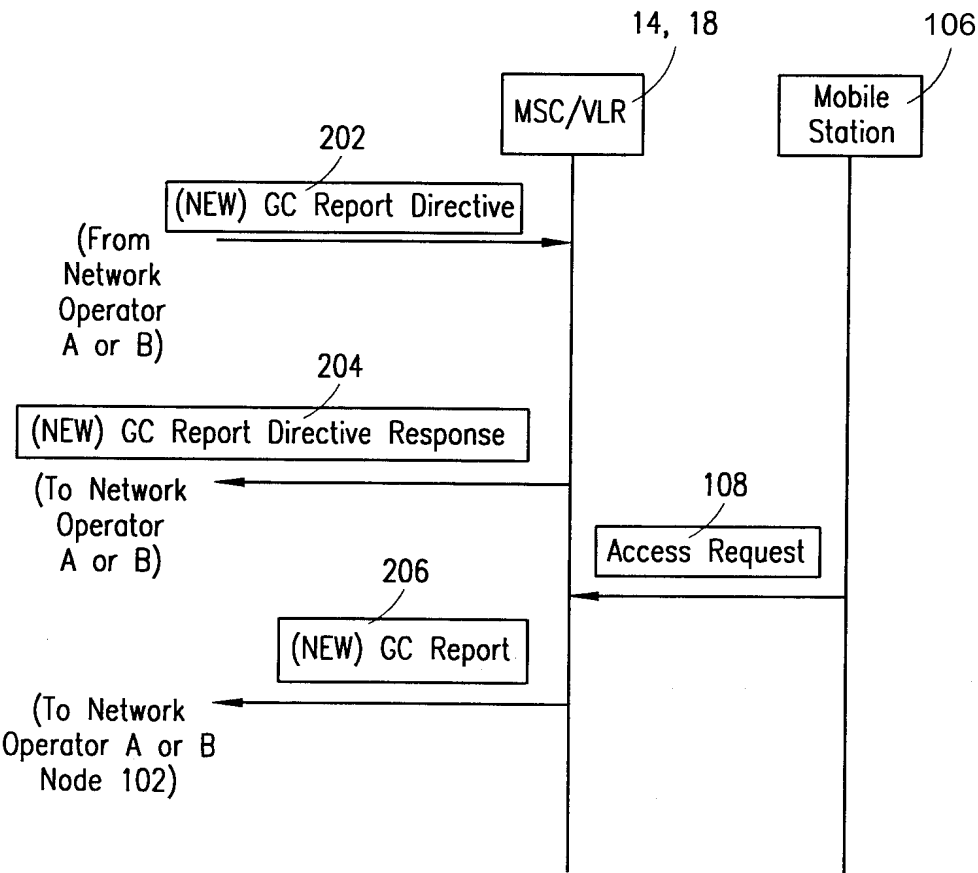 14, 18
106
MSC/VLR
Mobile
Station
202
(NEW) GC Report Directive
(From
Network
Operator
A or B)
204
(NEW) GC Report Directive Response
(To Network
Operator
A or B)
108
Access Request
206
(NEW) GC Report
(To Network
Operator A or B
Node 102)